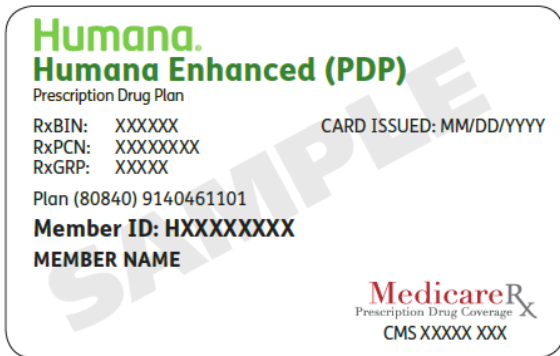 Humana.
Humana Enhanced (PDP)
Prescription Drug Plan
RxBIN: XXXXXX CARD ISSUED: MM/DD/YYYY
RxPCN: XXXXXXXX
RxGRP: XXXXX
Plan (80840) 9140461101
Member ID: HXXXXXXXX
MEMBER NAME
SAMPLE
MedicareRx
Prescription Drug Coverage
CMS XXXXX XXX